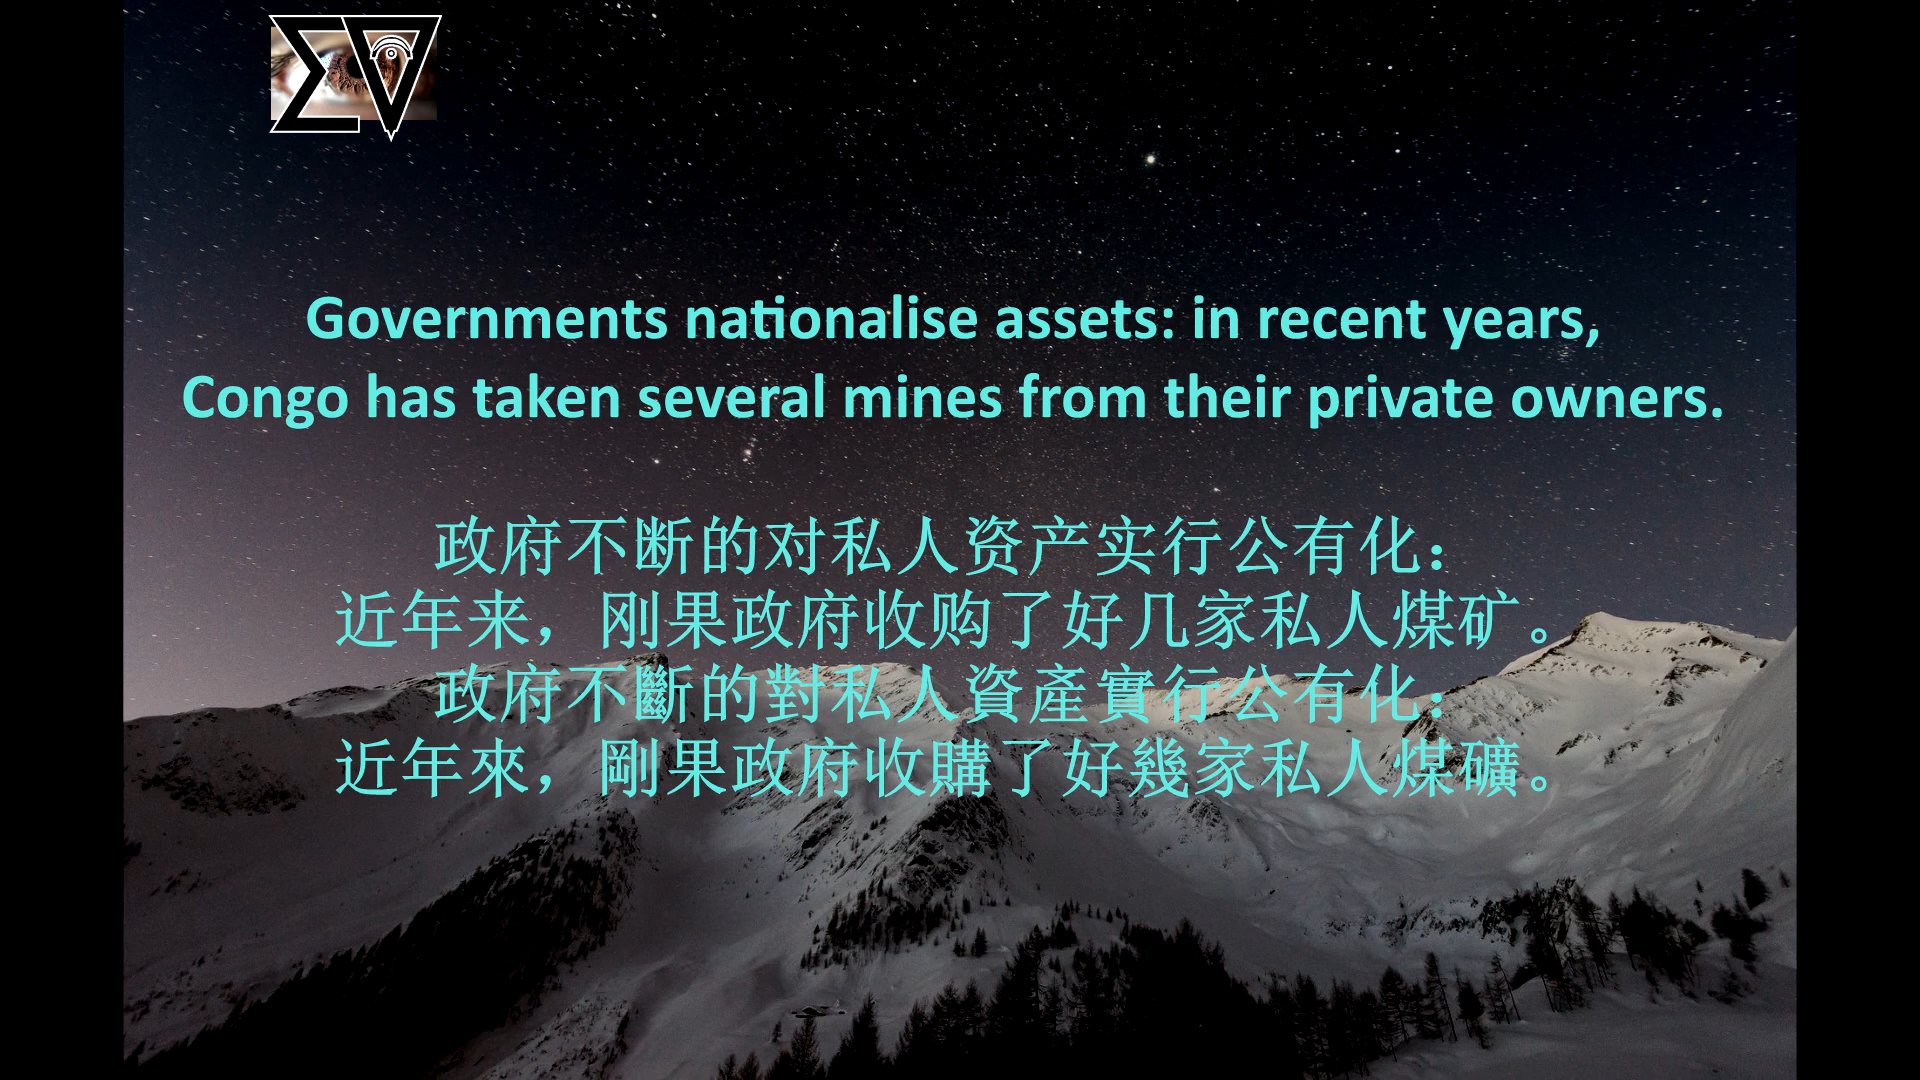 Governments nationalise assets: in recent years,
Congo has taken several mines from their private owners.
政府不断的对私人资产实行公有化：
近年来，刚果政府收购了好几家私人煤矿。
政府不斷的對私人資產實行公有化：
近年來，剛果政府收購了好幾家私人煤礦。